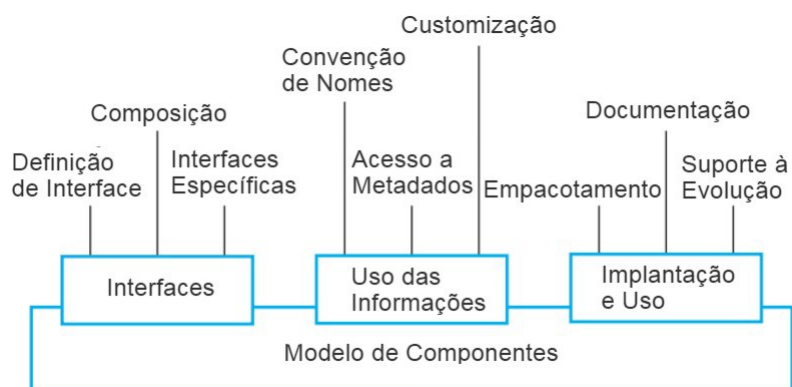 Customização
Convenção
de Nomes
Composição
Documentação
Definição
de Interface
Interfaces
Específicas
Acesso a
Metadados
Empacotamento
Suporte à
Evolução
Interfaces
Uso das
Informações
Implantação
e Uso
Modelo de Componentes